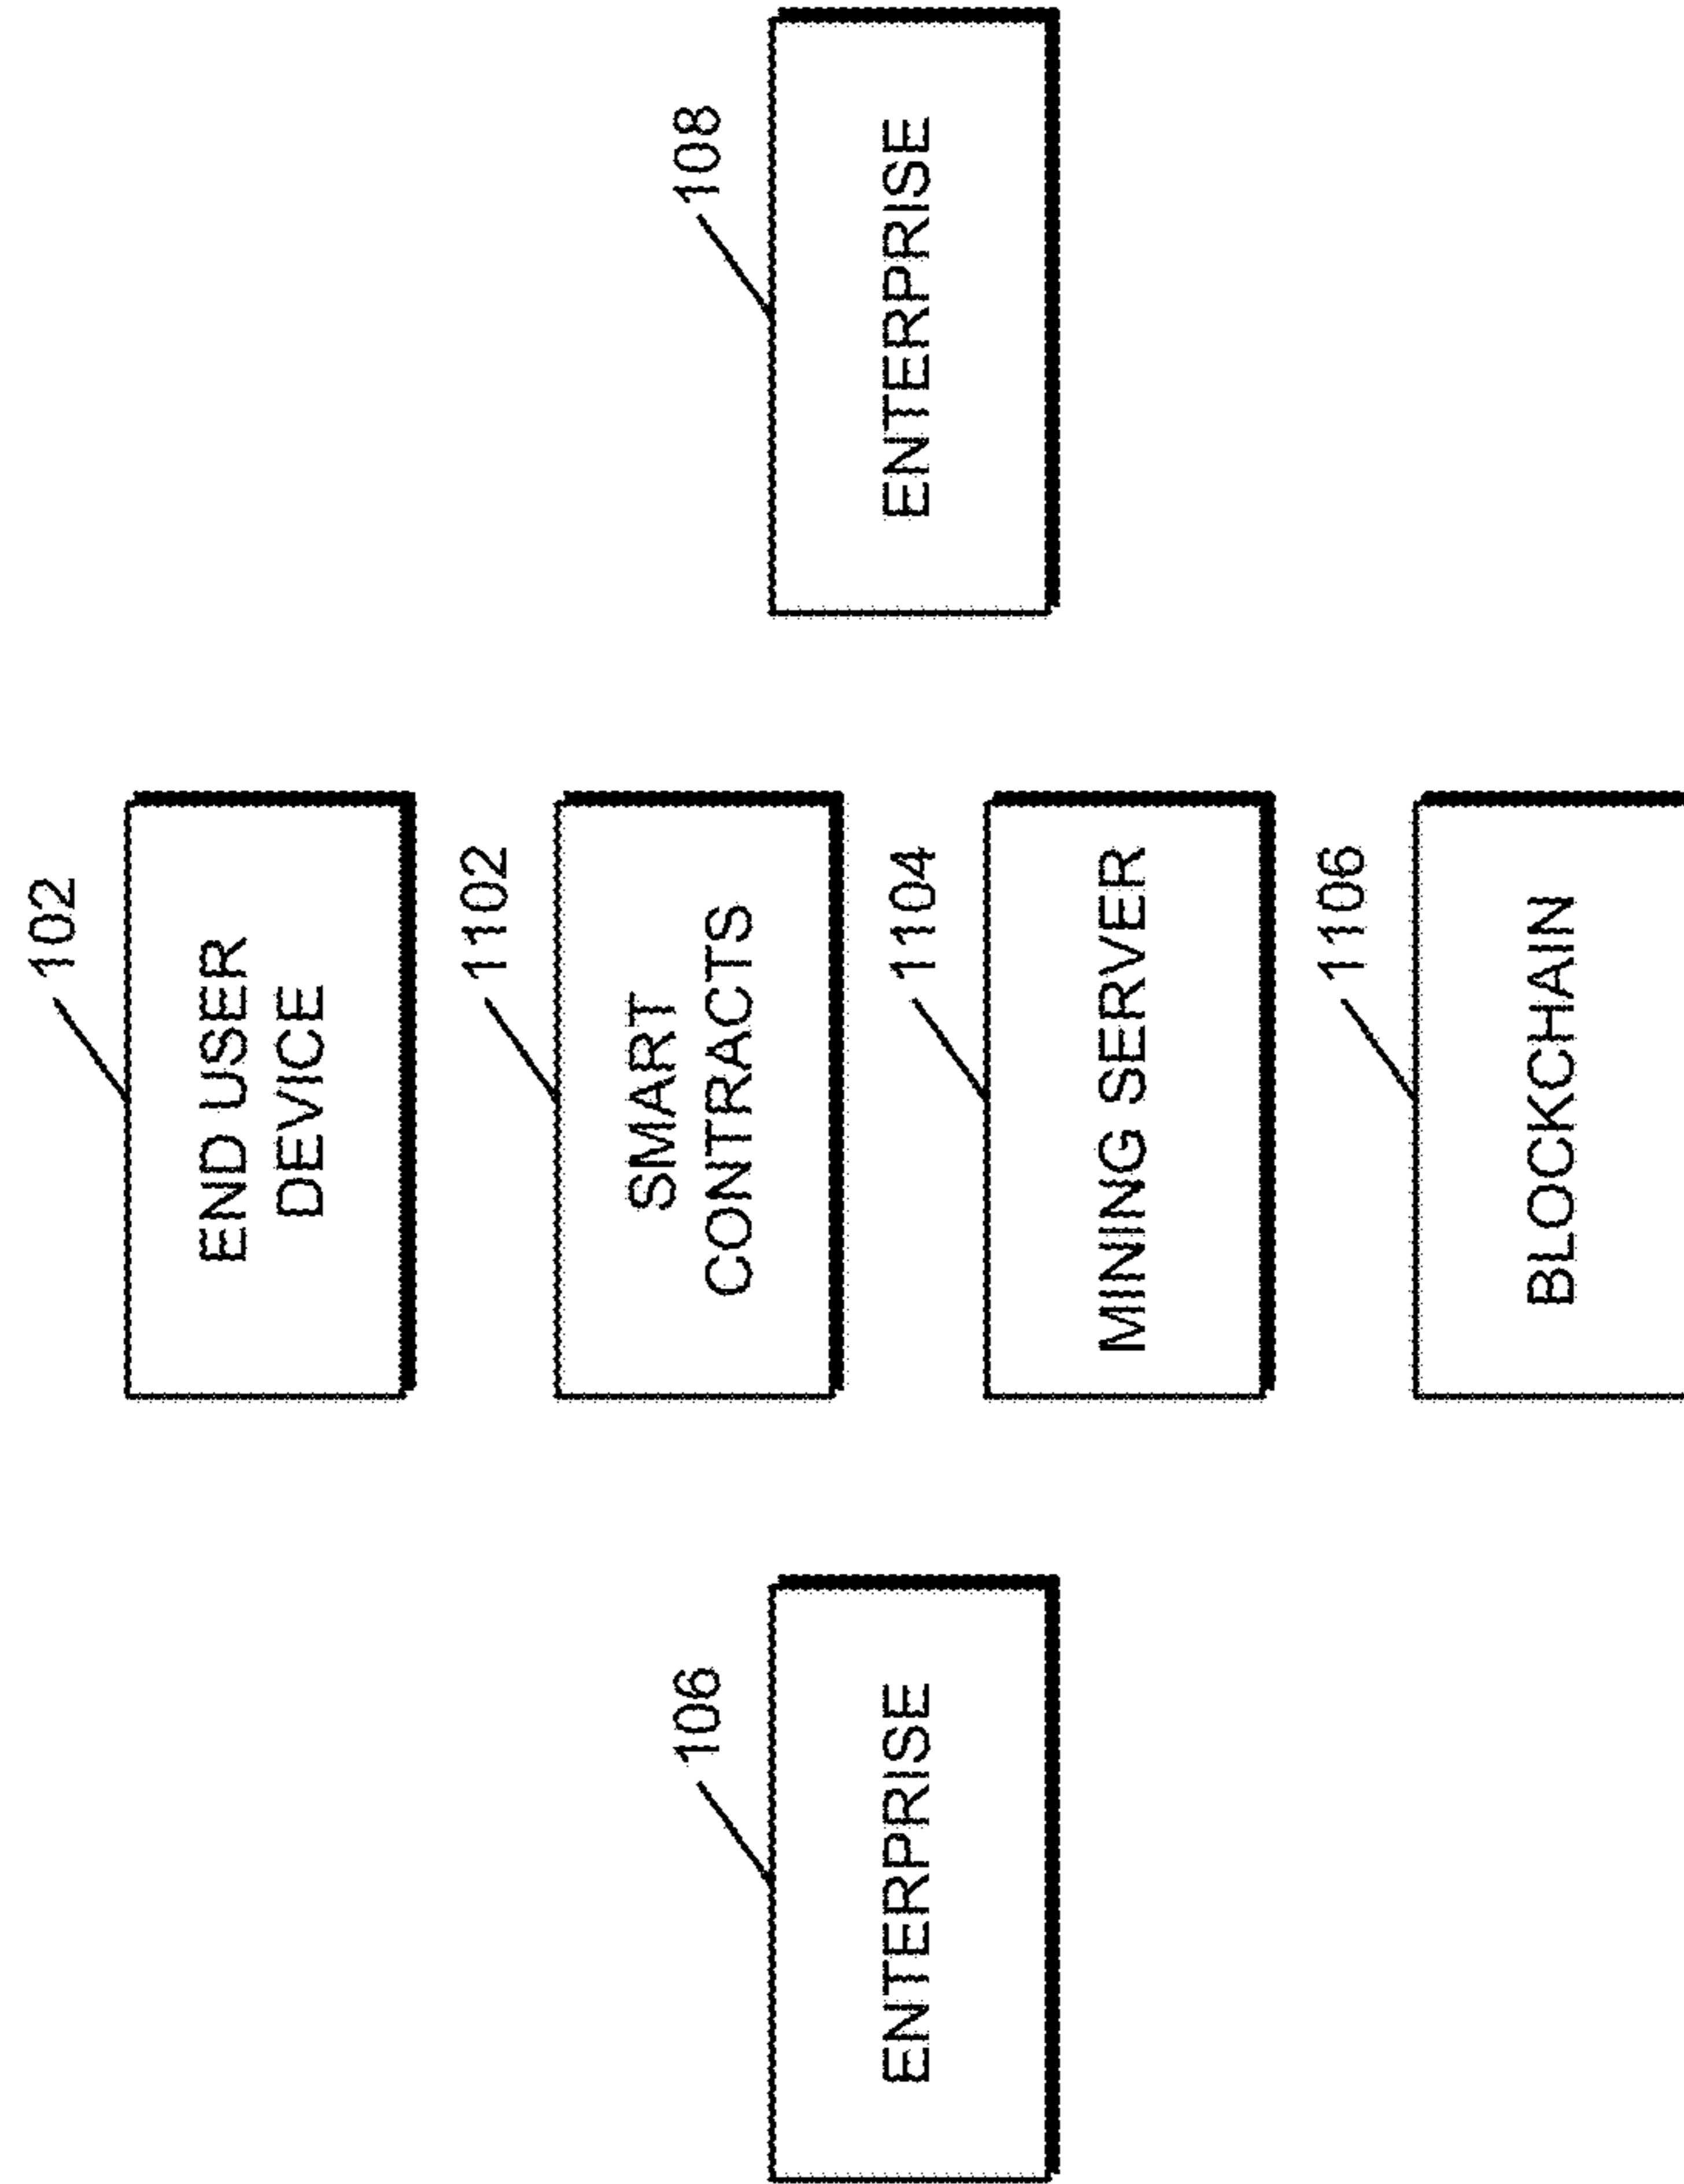 102
END USER
DEVICE
1102
SMART
CONTRACTS
106
ENTERPRISE
108
ENTERPRISE
1104
MINING SERVER
1106
BLOCKCHAIN